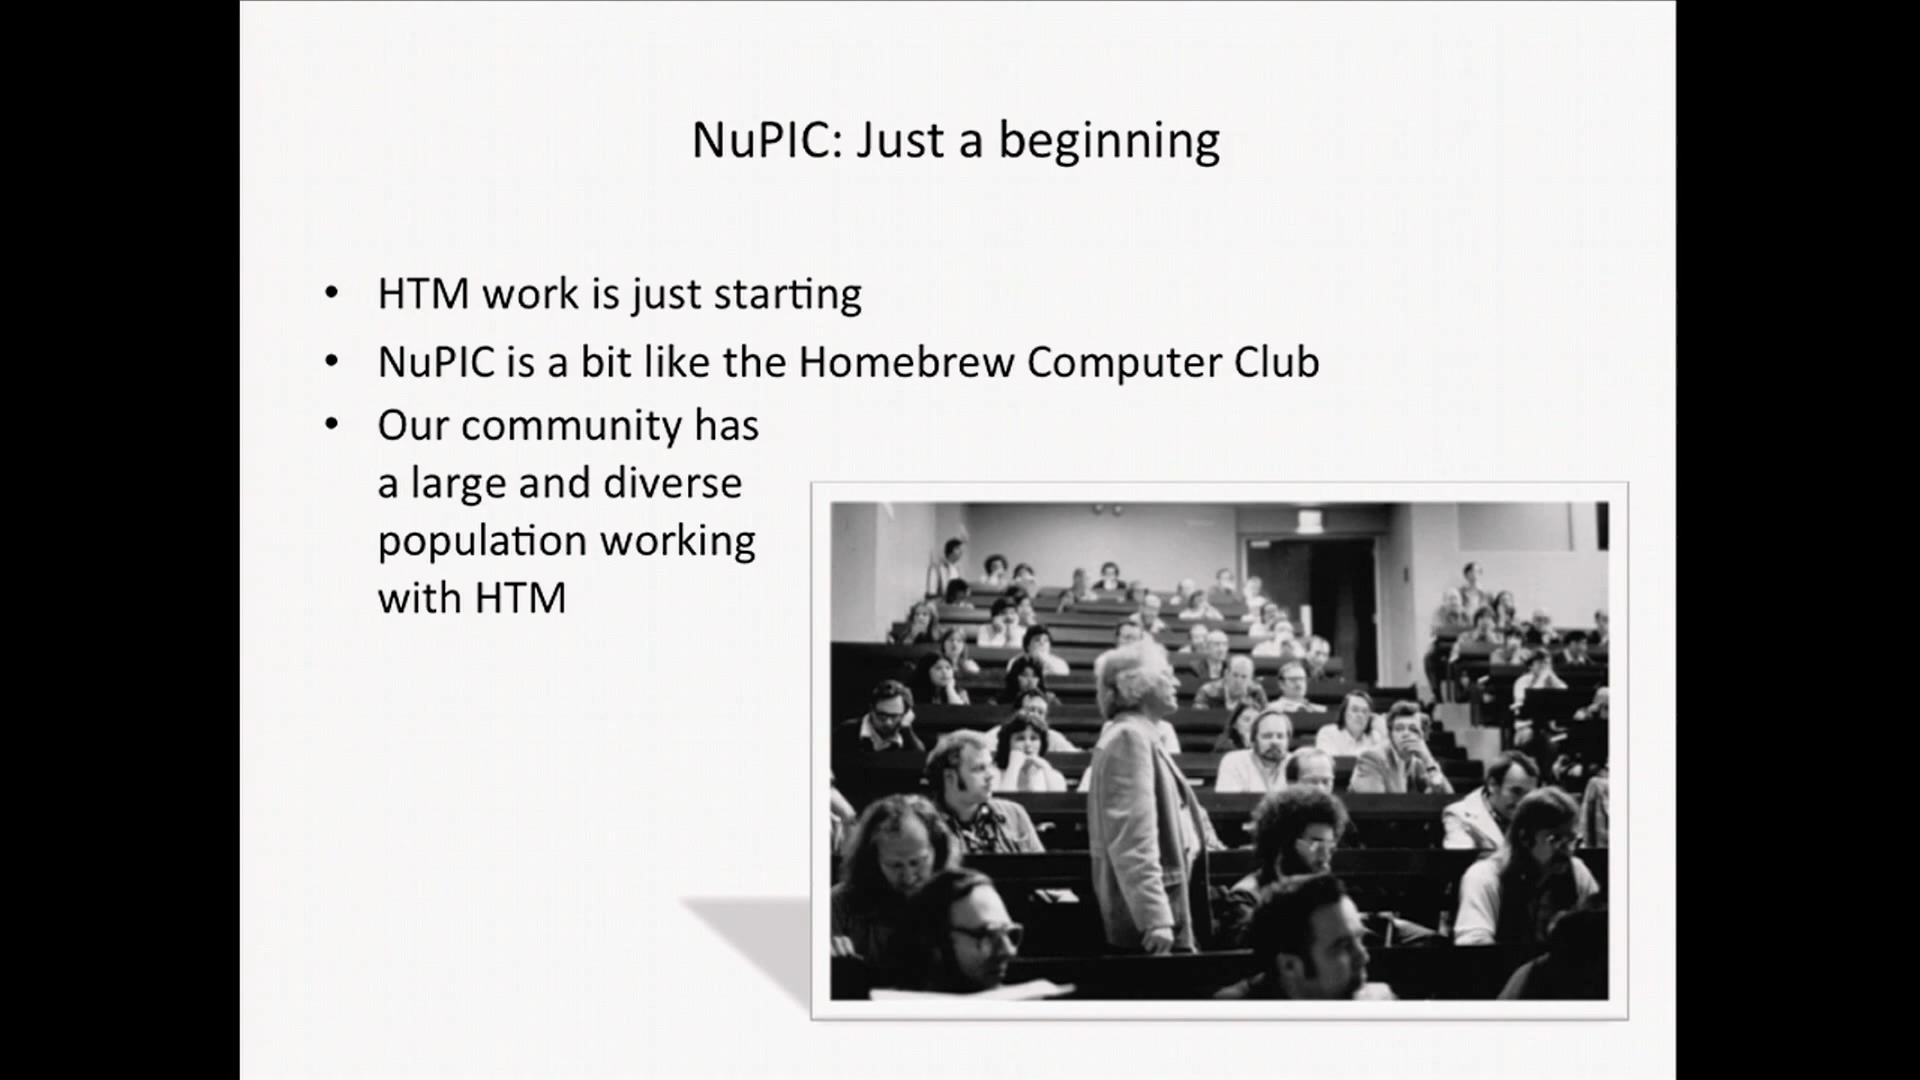 NuPIC: Just a beginning
• HTM work is just starting
• NuPIC is a bit like the Homebrew Computer Club
• Our community has
a large and diverse
population working
with HTM